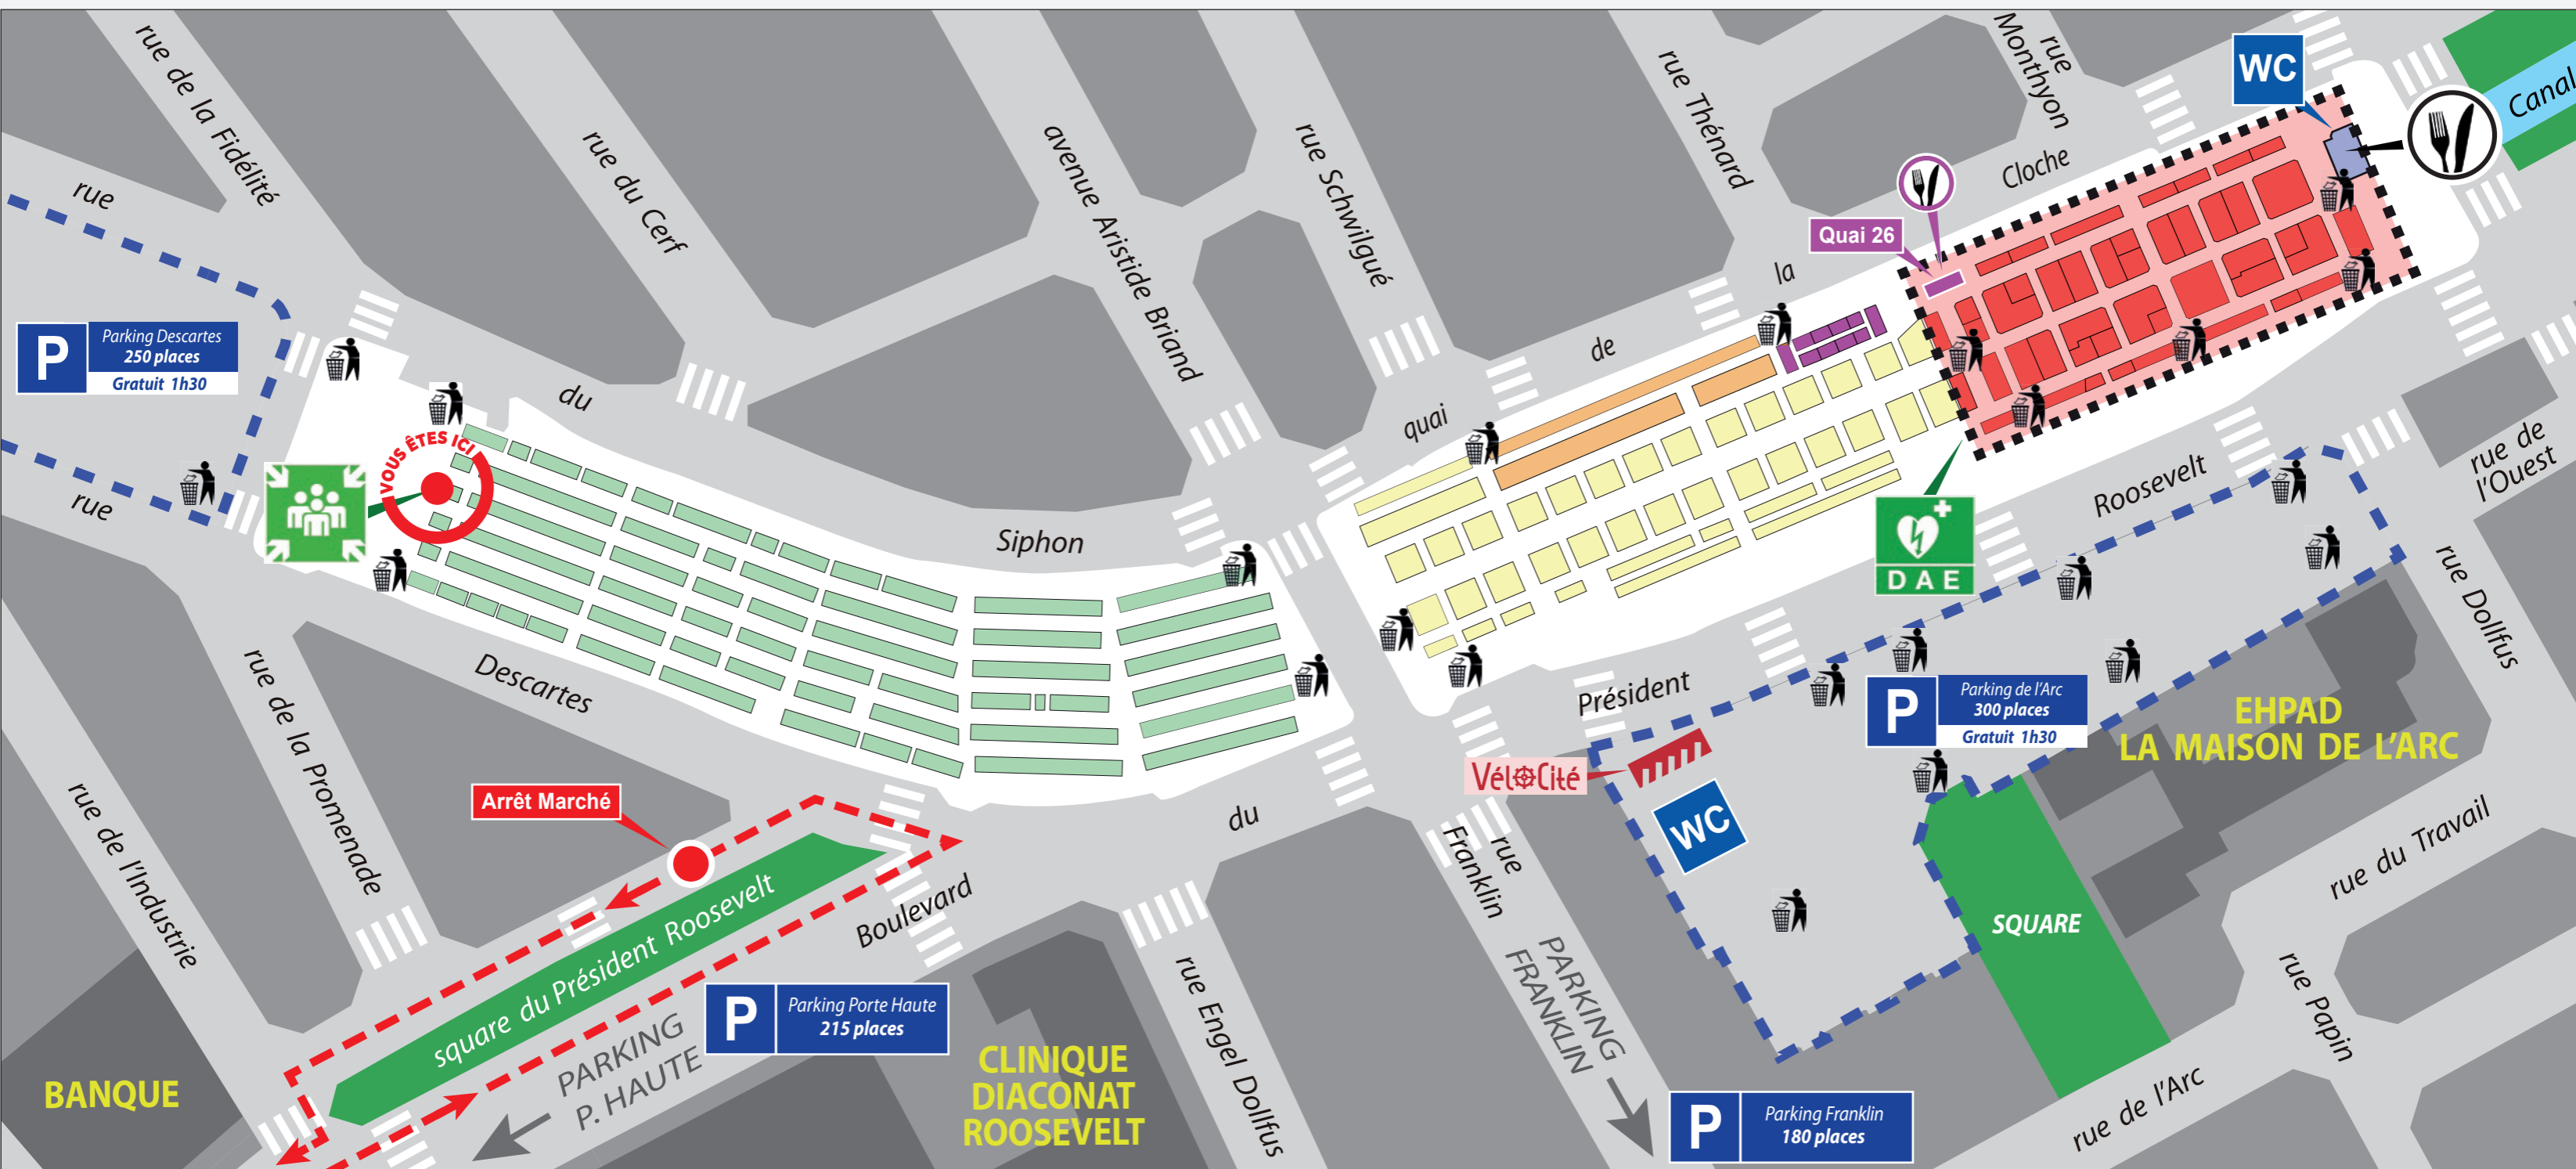 rue de la Fidélité
rue
rue du Cerf
avenue Aristide Briand
rue Schwilgué
rue Thénard
rue
Monthyon
WC
Canal
Cloche
Quai 26
la
de
quai
P
Parking Descartes
250 places
Gratuit 1h30
du
VOUS ÊTES ICI
rue
Siphon
Descartes
DAE
Roosevelt
rue de
l'Ouest
rue Dollfus
Président
P
Parking de l'Arc
300 places
Gratuit 1h30
EHPAD
LA MAISON DE L'ARC
VéloCité
WC
rue de la Promenade
rue de l'Industrie
Arrêt Marché
du
Boulevard
square du Président Roosevelt
rue
Franklin
PARKING
FRANKLIN
SQUARE
rue du Travail
rue Papin
rue de l'Arc
rue Engel Dollfus
P
Parking Porte Haute
215 places
PARKING
P. HAUTE
BANQUE
CLINIQUE
DIACONAT
ROOSEVELT
P
Parking Franklin
180 places